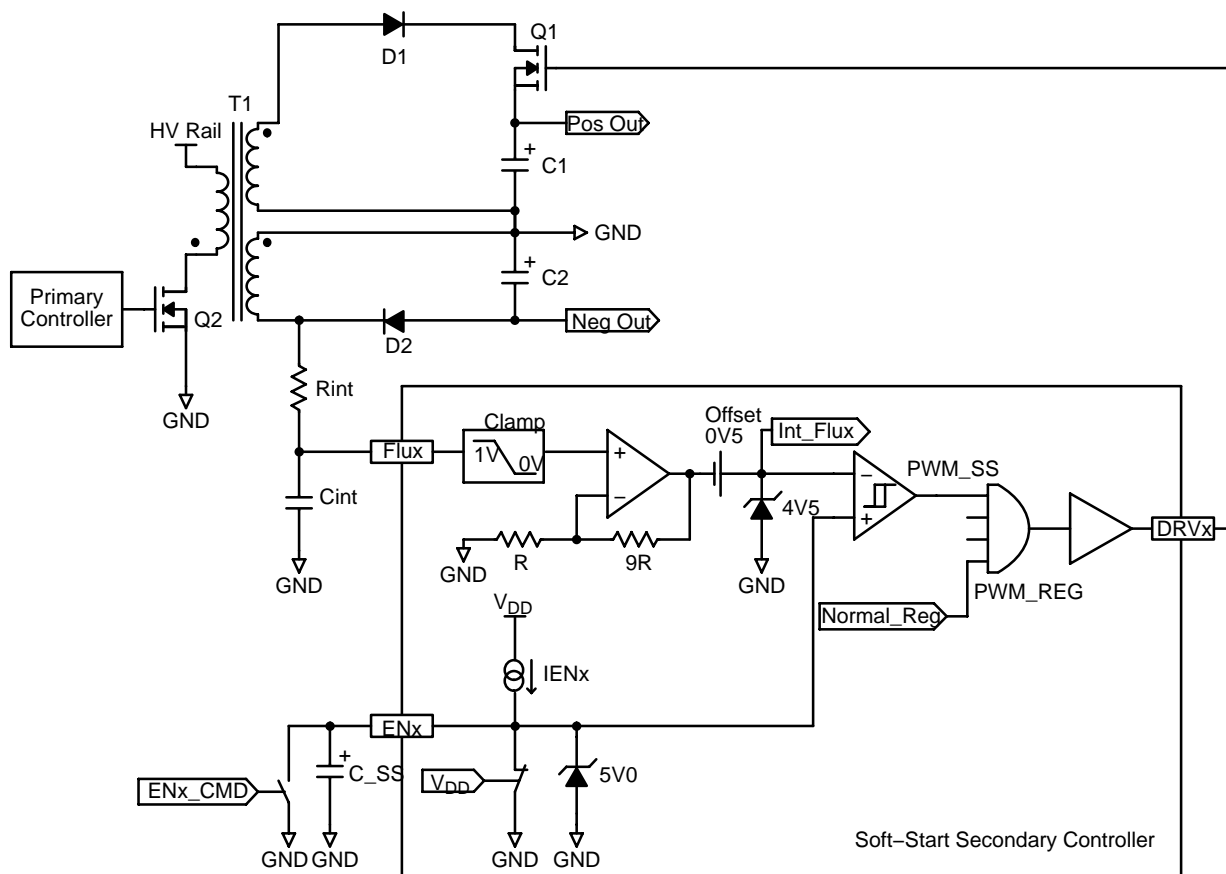 Q1
D1
T1
HV Rail
Pos Out
+
C1
GND
+
C2
Primary
Controller
Q2
D2
Neg Out
GND
Rint
Clamp
Offset
0V5
Int_Flux
Flux
1V
0V
+
−
−
+
PWM_SS
Cint
4V5
DRVx
GND
R
9R
GND
GND
PWM_REG
VDD
Normal_Reg
IENx
ENx
+
C_SS
5V0
ENx_CMD
VDD
GND
GND
GND
GND
Soft−Start Secondary Controller